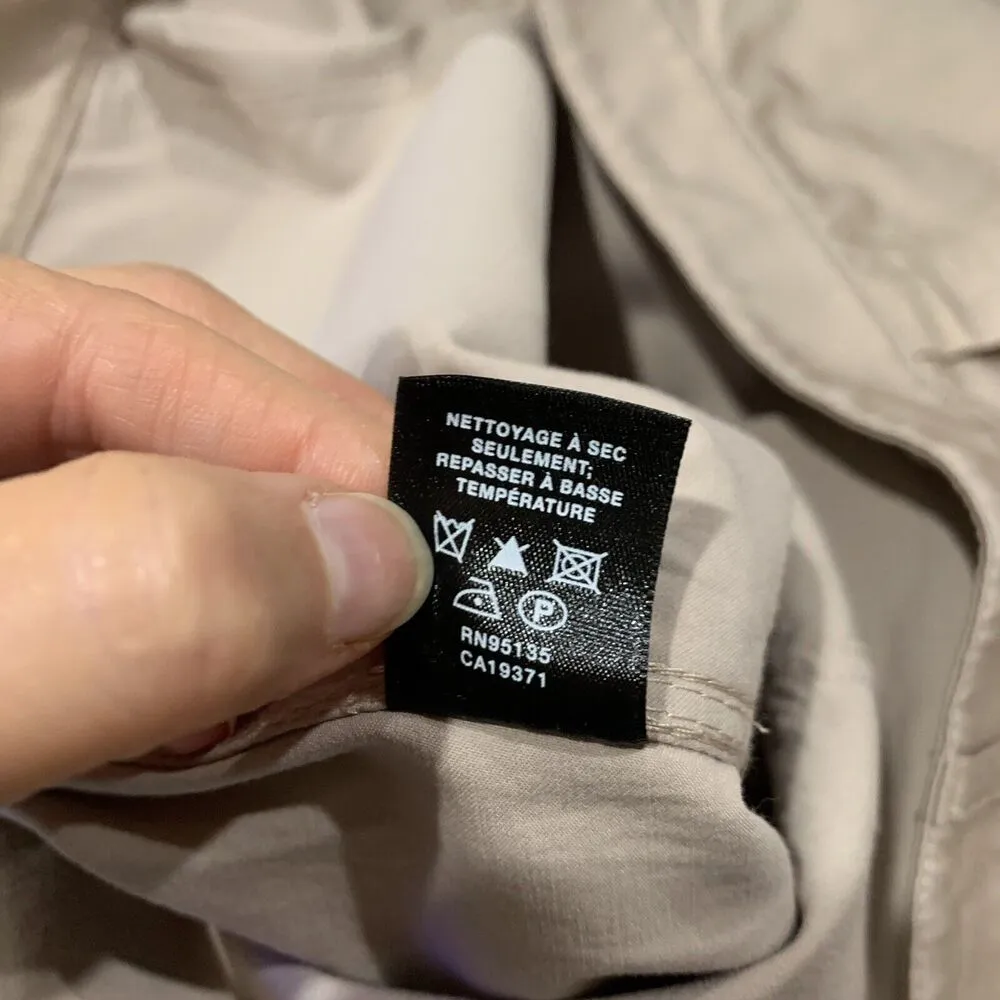 NETTOYAGE À SEC
SEULEMENT;
REPASSER À BASSE
TEMPÉRATURE
P
RN95135
CA19371